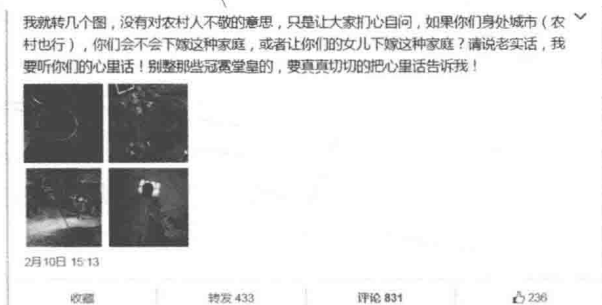 我就转几个图，没有对农村人不敬的意思，只是让大家扪心自问，如果你们身处城市（农
村也行），你们会不会下嫁这种家庭，或者让你们的女儿下嫁这种家庭？请说老实话，我
要听你们的心里话！别整那些冠冕堂皇的，要真真切切的把心里话告诉我！
2月10日 15:13
收藏 转发 433 评论 831 236